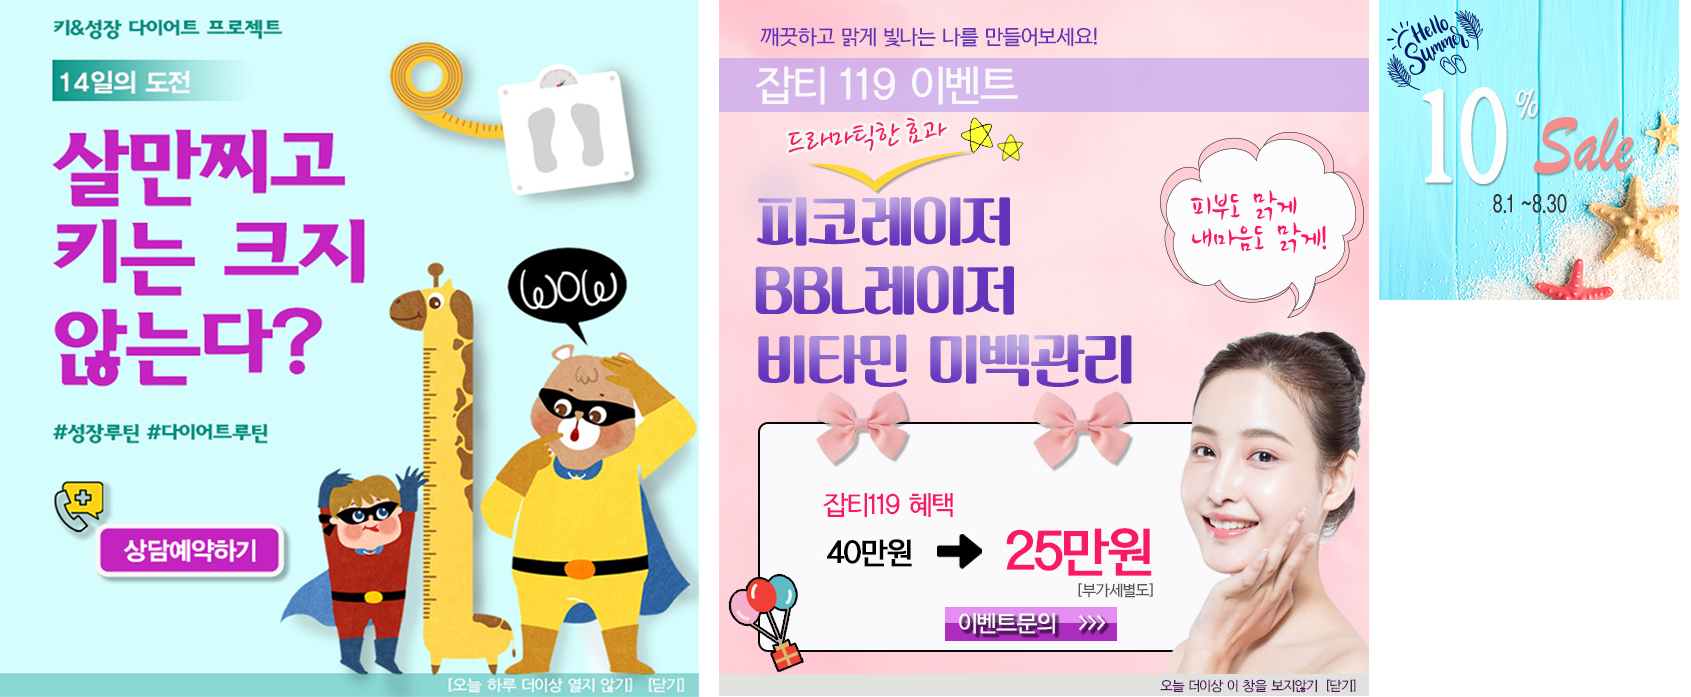 키&성장 다이어트 프로젝트
14일의 도전
살만찌고
키는 크지
않는다?
WOW
#성장루틴 #다이어트루틴
상담예약하기
[오늘 하루 더이상 열지 않기] [닫기]
깨끗하고 맑게 빛나는 나를 만들어보세요!
잡티 119 이벤트
드라마틱한 효과
피코레이저
BBL레이저
비타민 미백관리
피부도 맑게
내마음도 맑게!
잡티119 혜택
40만원 ➡ 25만원
[부가세별도]
이벤트문의 >>>
오늘 더이상 이 창을 보지않기 [닫기]
Hello
Summer
10% Sale
8.1 ~8.30